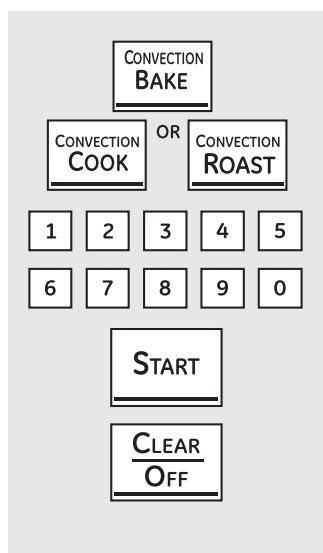 CONVECTION
BAKE
OR
CONVECTION
COOK
CONVECTION
ROAST
1 2 3 4 5
6 7 8 9 0
START
CLEAR
OFF